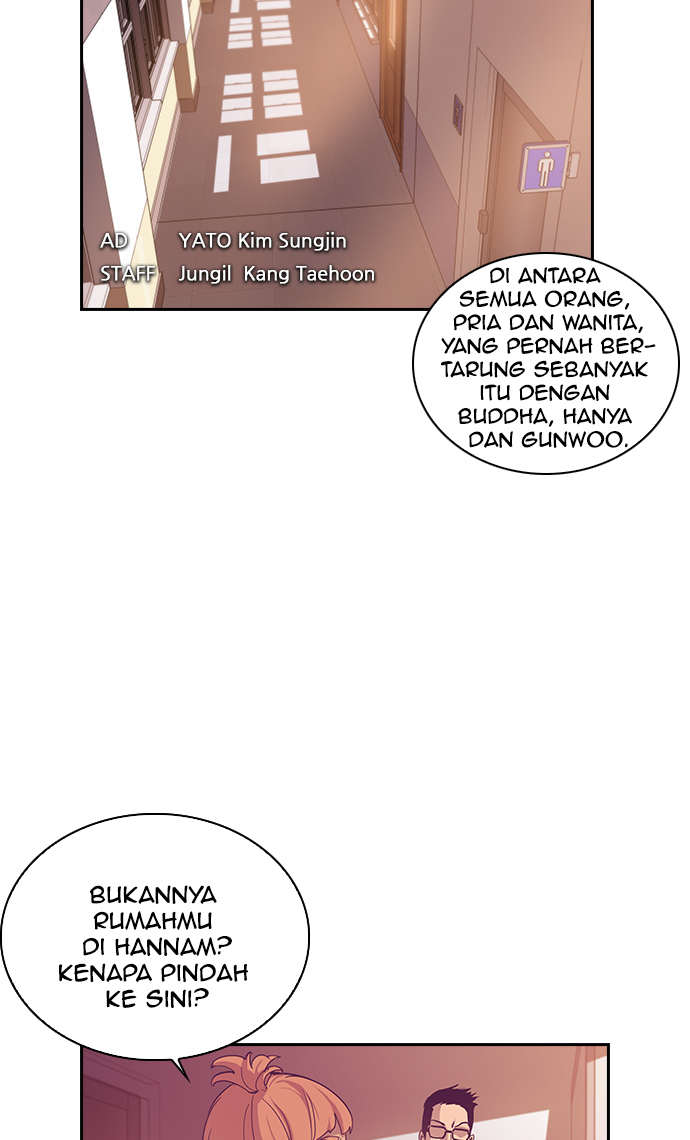 AD YATO Kim Sungjin
STAFF Jungil Kang Taehoon
DI ANTARA
SEMUA ORANG,
PRIA DAN WANITA,
YANG PERNAH BER-
TARUNG SEBANYAK
ITU DENGAN
BUDDHA, HANYA
DAN GUNWOO.
BUKANNYA
RUMAHMU
DI HANNAM?
KENAPA PINDAH
KE SINI?